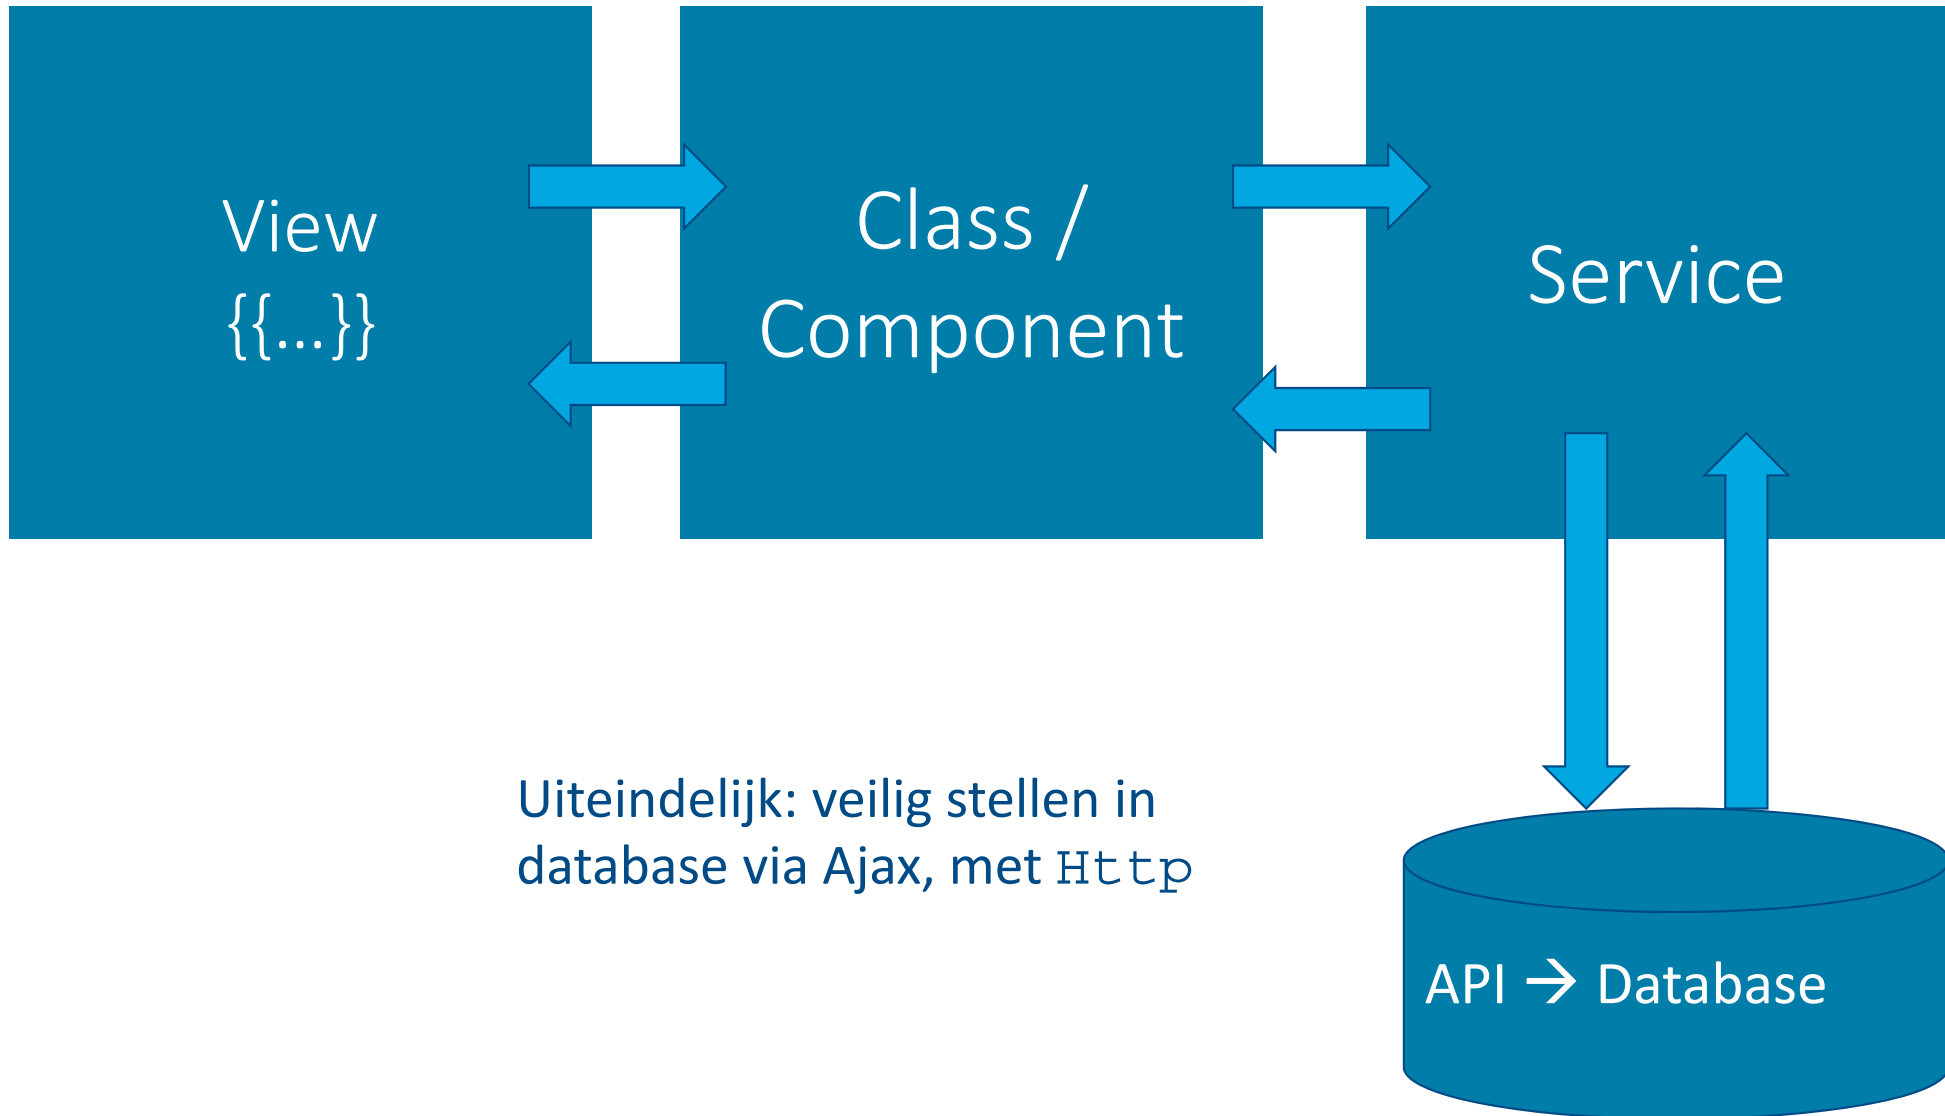 View
{{...}}
Class /
Component
Service
Uiteindelijk: veilig stellen in
database via Ajax, met Http
API → Database